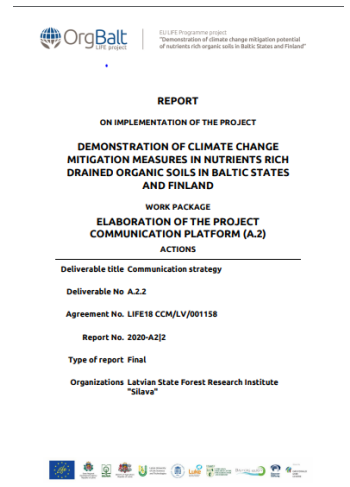 OrgBalt
LIFE project
EU LIFE Programme project
"Demonstration of climate change mitigation potential
of nutrients rich organic soils in Baltic States and Finland"
REPORT
ON IMPLEMENTATION OF THE PROJECT
DEMONSTRATION OF CLIMATE CHANGE
MITIGATION MEASURES IN NUTRIENTS RICH
DRAINED ORGANIC SOILS IN BALTIC STATES
AND FINLAND
WORK PACKAGE
ELABORATION OF THE PROJECT
COMMUNICATION PLATFORM (A.2)
ACTIONS
Deliverable title Communication strategy
Deliverable No A.2.2
Agreement No. LIFE18 CCM/LV/001158
Report No. 2020-A2|2
Type of report Final
Organizations Latvian State Forest Research Institute
"Silava"